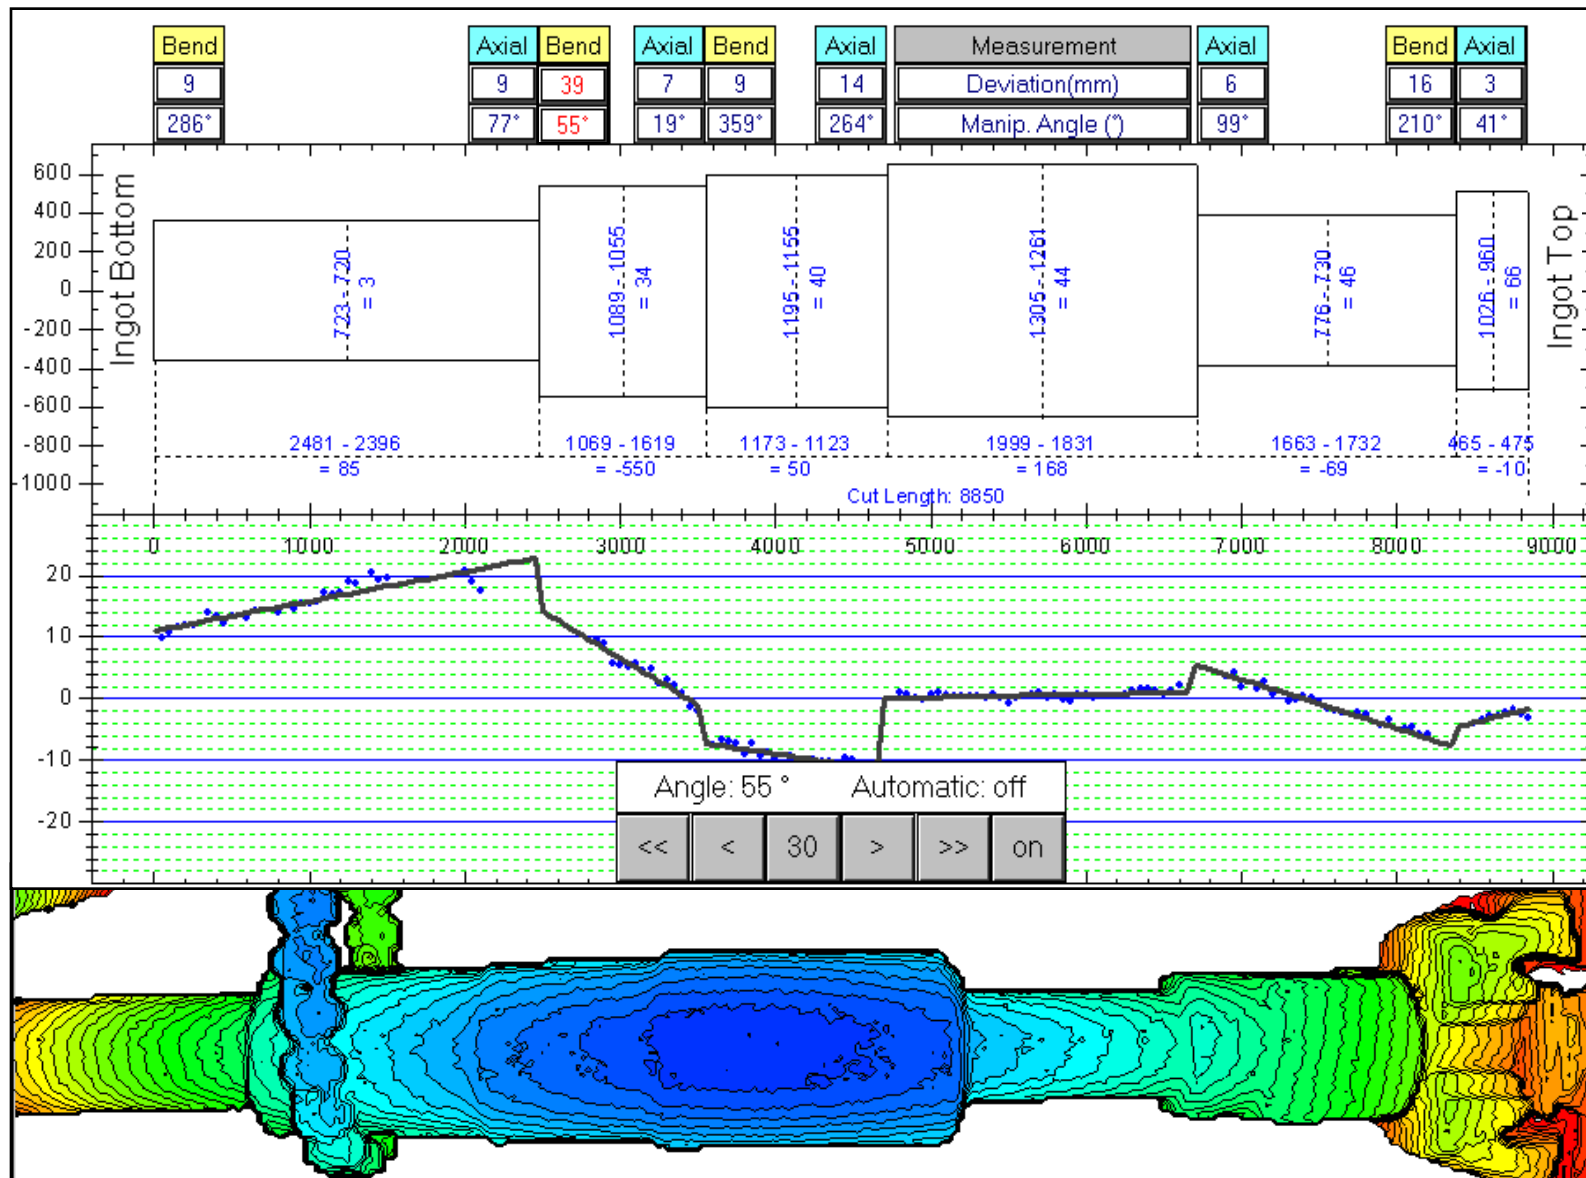 Bend Axial Bend Axial Bend Axial Measurement Axial Bend Axial
9 9 39 7 9 14 Deviation(mm) 6 16 3
286° 77° 55° 19° 359° 264° Manip. Angle (°) 99° 210° 41°
600
400
200
0
-200
-400
-600
-800
-1000
Ingot Bottom
723 - 720
= 3
1089 - 1055
= 34
1195 - 1155
= 40
1305 - 1261
= 44
776 - 730
= 46
1026 - 960
= 66
Ingot Top
2481 - 2396 1069 - 1619 1173 - 1123 1999 - 1831 1663 - 1732 465 - 475
= 85 = -550 = 50 = 168 = -69 = -10
Cut Length: 8850
0 1000 2000 3000 4000 5000 6000 7000 8000 9000
20
10
0
-10
-20
Angle: 55 ° Automatic: off
<< < 30 > >> on